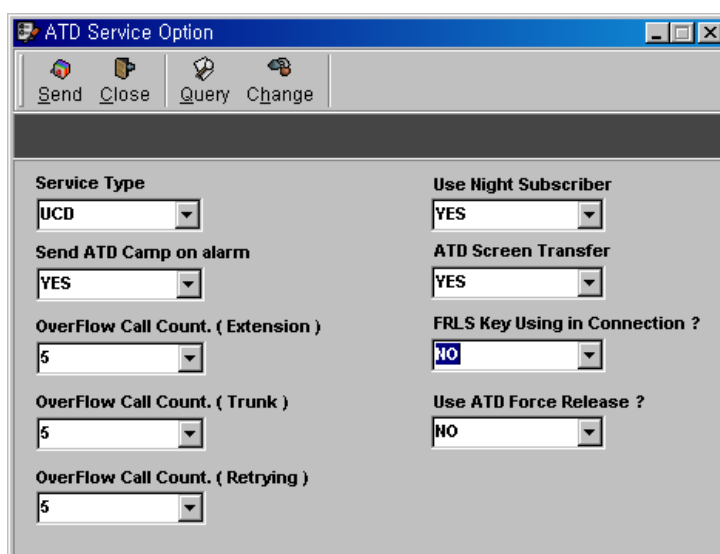 ATD Service Option
Send Close Query Change
Service Type
UCD
Send ATD Camp on alarm
YES
OverFlow Call Count. ( Extension )
5
OverFlow Call Count. ( Trunk )
5
OverFlow Call Count. ( Retrying )
5
Use Night Subscriber
YES
ATD Screen Transfer
YES
FRLS Key Using in Connection ?
NO
Use ATD Force Release ?
NO